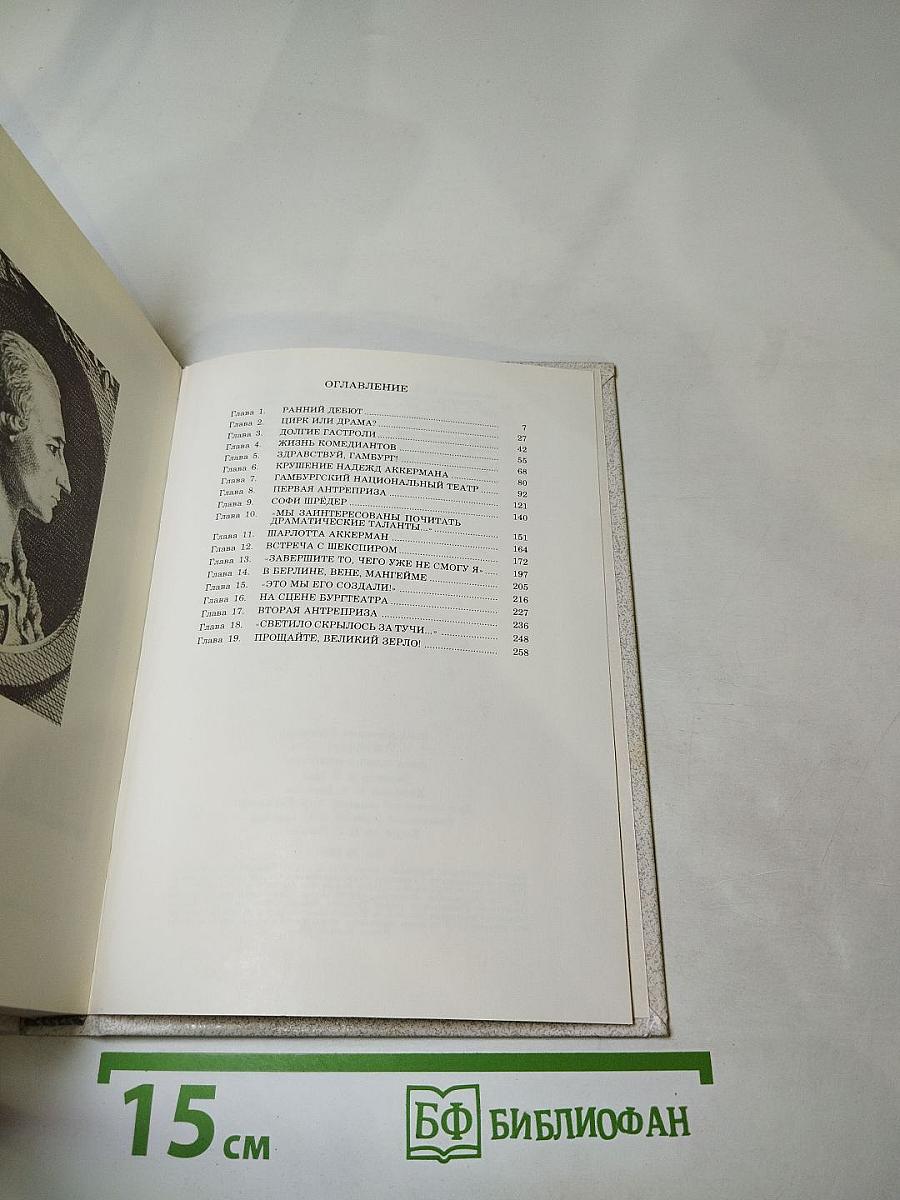 ОГЛАВЛЕНИЕ
Глава 1. РАННИЙ ДЕБЮТ 7
Глава 2. ЦИРК ИЛИ ДРАМА? 27
Глава 3. ДОЛГИЕ ГАСТРОЛИ 42
Глава 4. ЖИЗНЬ КОМЕДИАНТОВ 55
Глава 5. ЗДРАВСТВУЙ, ГАМБУРГ! 68
Глава 6. КРУШЕНИЕ НАДЕЖД АККЕРМАНА 80
Глава 7. ГАМБУРГСКИЙ НАЦИОНАЛЬНЫЙ ТЕАТР 92
Глава 8. ПЕРВАЯ АНТРЕПРИЗА 121
Глава 9. СОФИ ШРЁДЕР 140
Глава 10. «МЫ ЗАИНТЕРЕСОВАНЫ ПОЧИТАТЬ
ДРАМАТИЧЕСКИЕ ТАЛАНТЫ...» 151
Глава 11. ШАРЛОТТА АККЕРМАН 164
Глава 12. ВСТРЕЧА С ШЕКСПИРОМ 172
Глава 13. «ЗАВЕРШИТЕ ТО, ЧЕГО УЖЕ НЕ СМОГУ Я» 197
Глава 14. В БЕРЛИНЕ, ВЕНЕ, МАНГЕЙМЕ 205
Глава 15. «ЭТО МЫ ЕГО СОЗДАЛИ!» 216
Глава 16. НА СЦЕНЕ БУРГТЕАТРА 227
Глава 17. ВТОРАЯ АНТРЕПРИЗА 236
Глава 18. «СВЕТИЛО СКРЫЛОСЬ ЗА ТУЧИ...» 248
Глава 19. ПРОЩАЙТЕ, ВЕЛИКИЙ ЗЕРЛО! 258
15 см
БФ БИБЛИОФАН